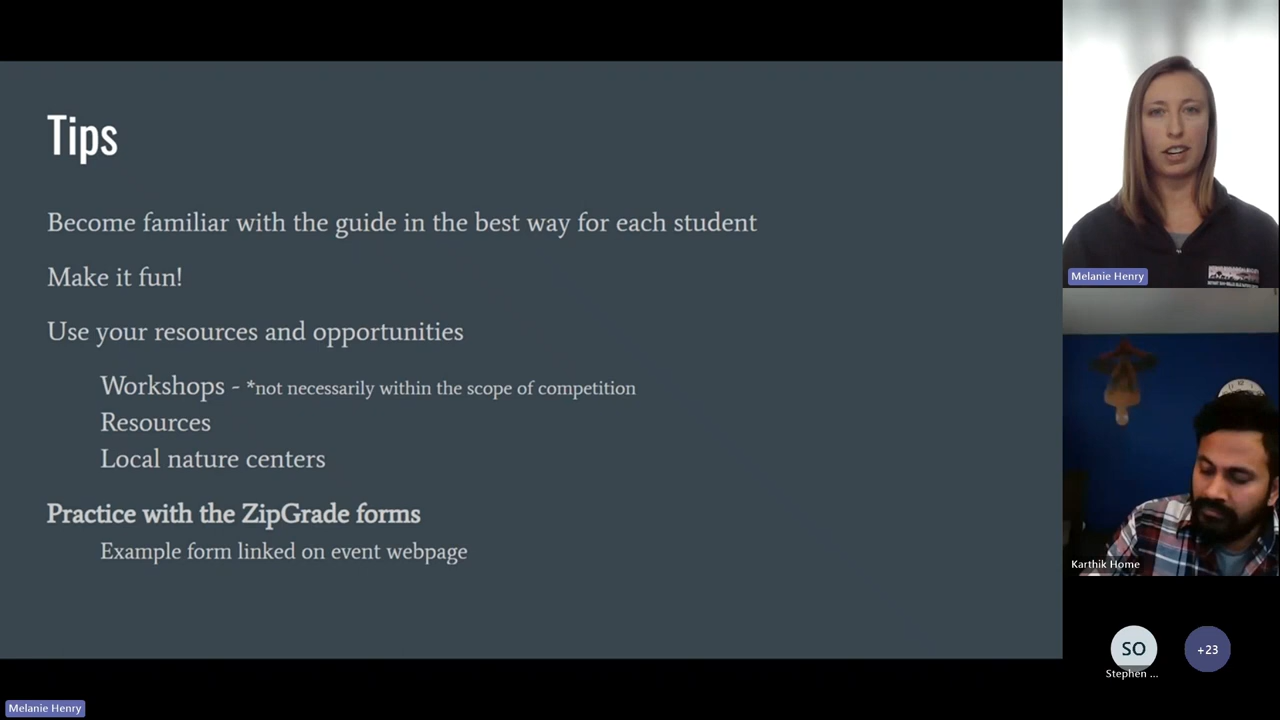 Tips
Become familiar with the guide in the best way for each student
Make it fun!
Use your resources and opportunities
Workshops - *not necessarily within the scope of competition
Resources
Local nature centers
Practice with the ZipGrade forms
Example form linked on event webpage
Melanie Henry
Karthik Home
SO
Stephen ...
+23
Melanie Henry